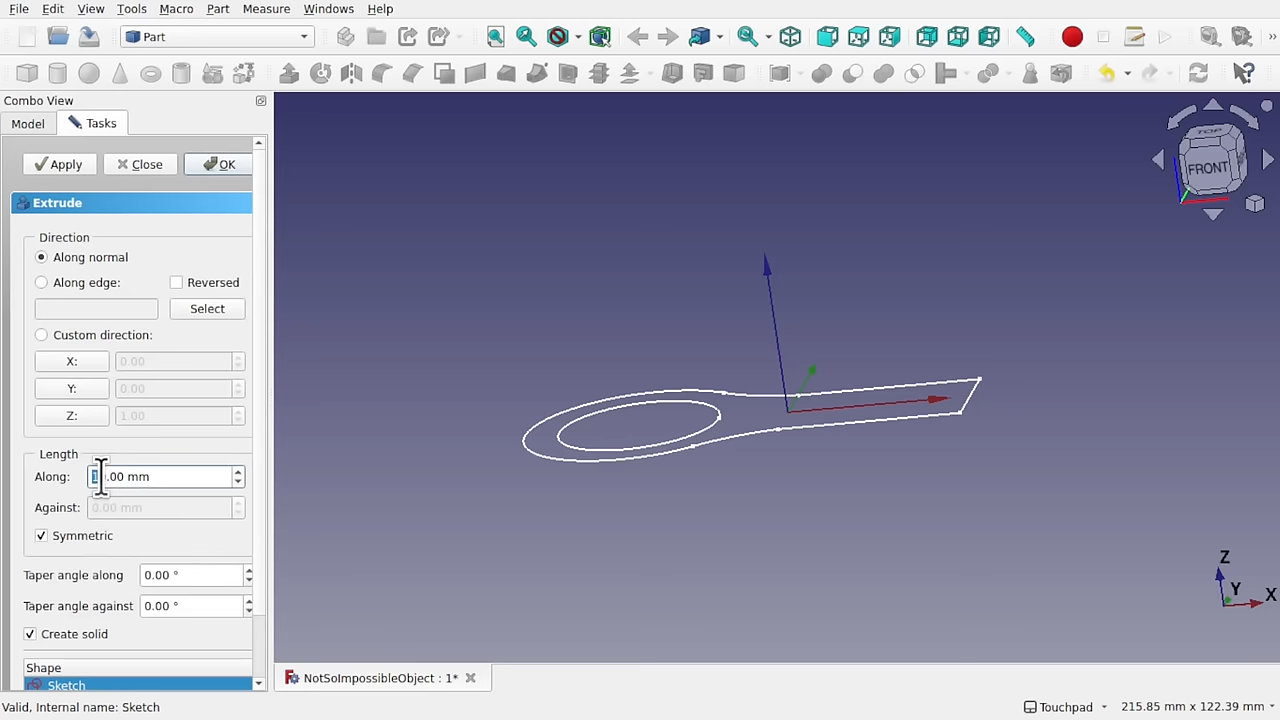 File Edit View Tools Macro Part Measure Windows Help
Part
»
Combo View
Model Tasks
Apply Close OK
Extrude
Direction
Along normal
Along edge: Reversed
Select
Custom direction:
X: 0.00
Y: 0.00
Z: 1.00
Length
Along: .00 mm
Against: 0.00 mm
Symmetric
Taper angle along 0.00 °
Taper angle against 0.00 °
Create solid
Shape
Sketch
TOP
FRONT
Z
Y
X
NotSoImpossibleObject : 1*
Valid, Internal name: Sketch
Touchpad 215.85 mm x 122.39 mm